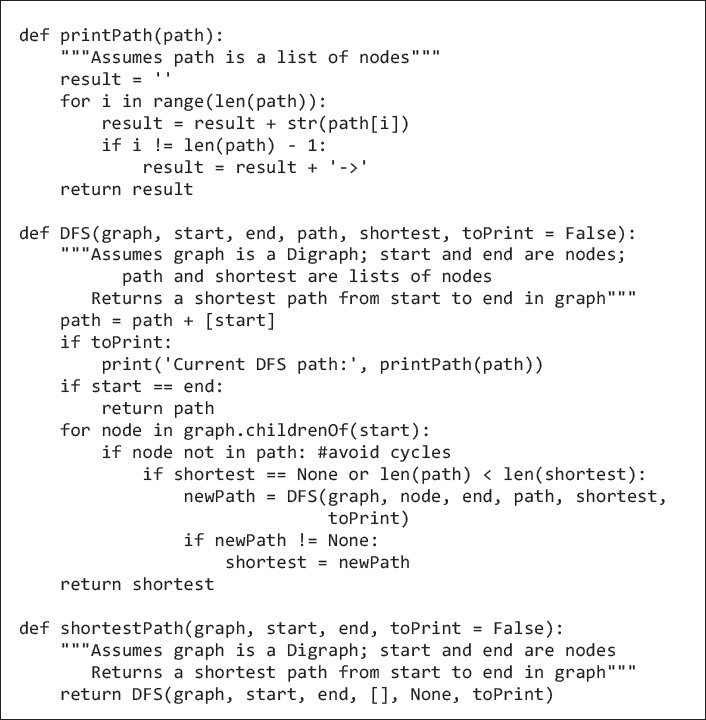 def printPath(path):
    """Assumes path is a list of nodes"""
    result = ''
    for i in range(len(path)):
        result = result + str(path[i])
        if i != len(path) - 1:
            result = result + '->'
    return result

def DFS(graph, start, end, path, shortest, toPrint = False):
    """Assumes graph is a Digraph; start and end are nodes;
          path and shortest are lists of nodes
       Returns a shortest path from start to end in graph"""
    path = path + [start]
    if toPrint:
        print('Current DFS path:', printPath(path))
    if start == end:
        return path
    for node in graph.childrenOf(start):
        if node not in path: #avoid cycles
            if shortest == None or len(path) < len(shortest):
                newPath = DFS(graph, node, end, path, shortest,
                              toPrint)
                if newPath != None:
                    shortest = newPath
    return shortest

def shortestPath(graph, start, end, toPrint = False):
    """Assumes graph is a Digraph; start and end are nodes
       Returns a shortest path from start to end in graph"""
    return DFS(graph, start, end, [], None, toPrint)